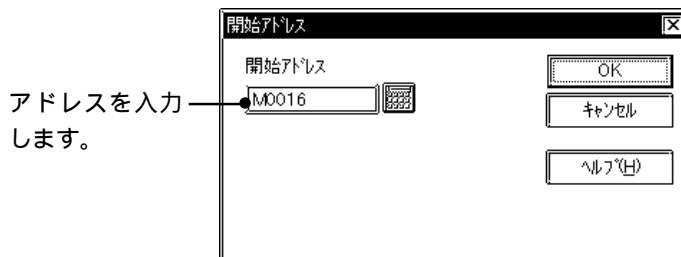 開始ｱﾄﾞﾚｽ
開始ｱﾄﾞﾚｽ
M0016
OK
ｷｬﾝｾﾙ
ﾍﾙﾌﾟ(H)
アドレスを入力
します。